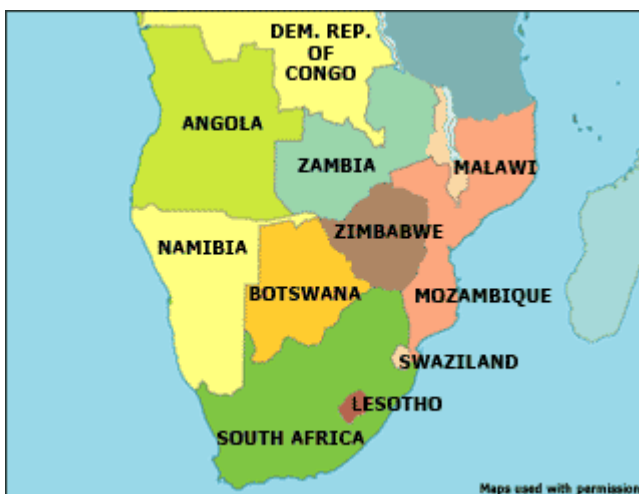 DEM. REP.
OF
CONGO
ANGOLA
ZAMBIA
MALAWI
NAMIBIA
ZIMBABWE
BOTSWANA
MOZAMBIQUE
SWAZILAND
LESOTHO
SOUTH AFRICA
Maps used with permission